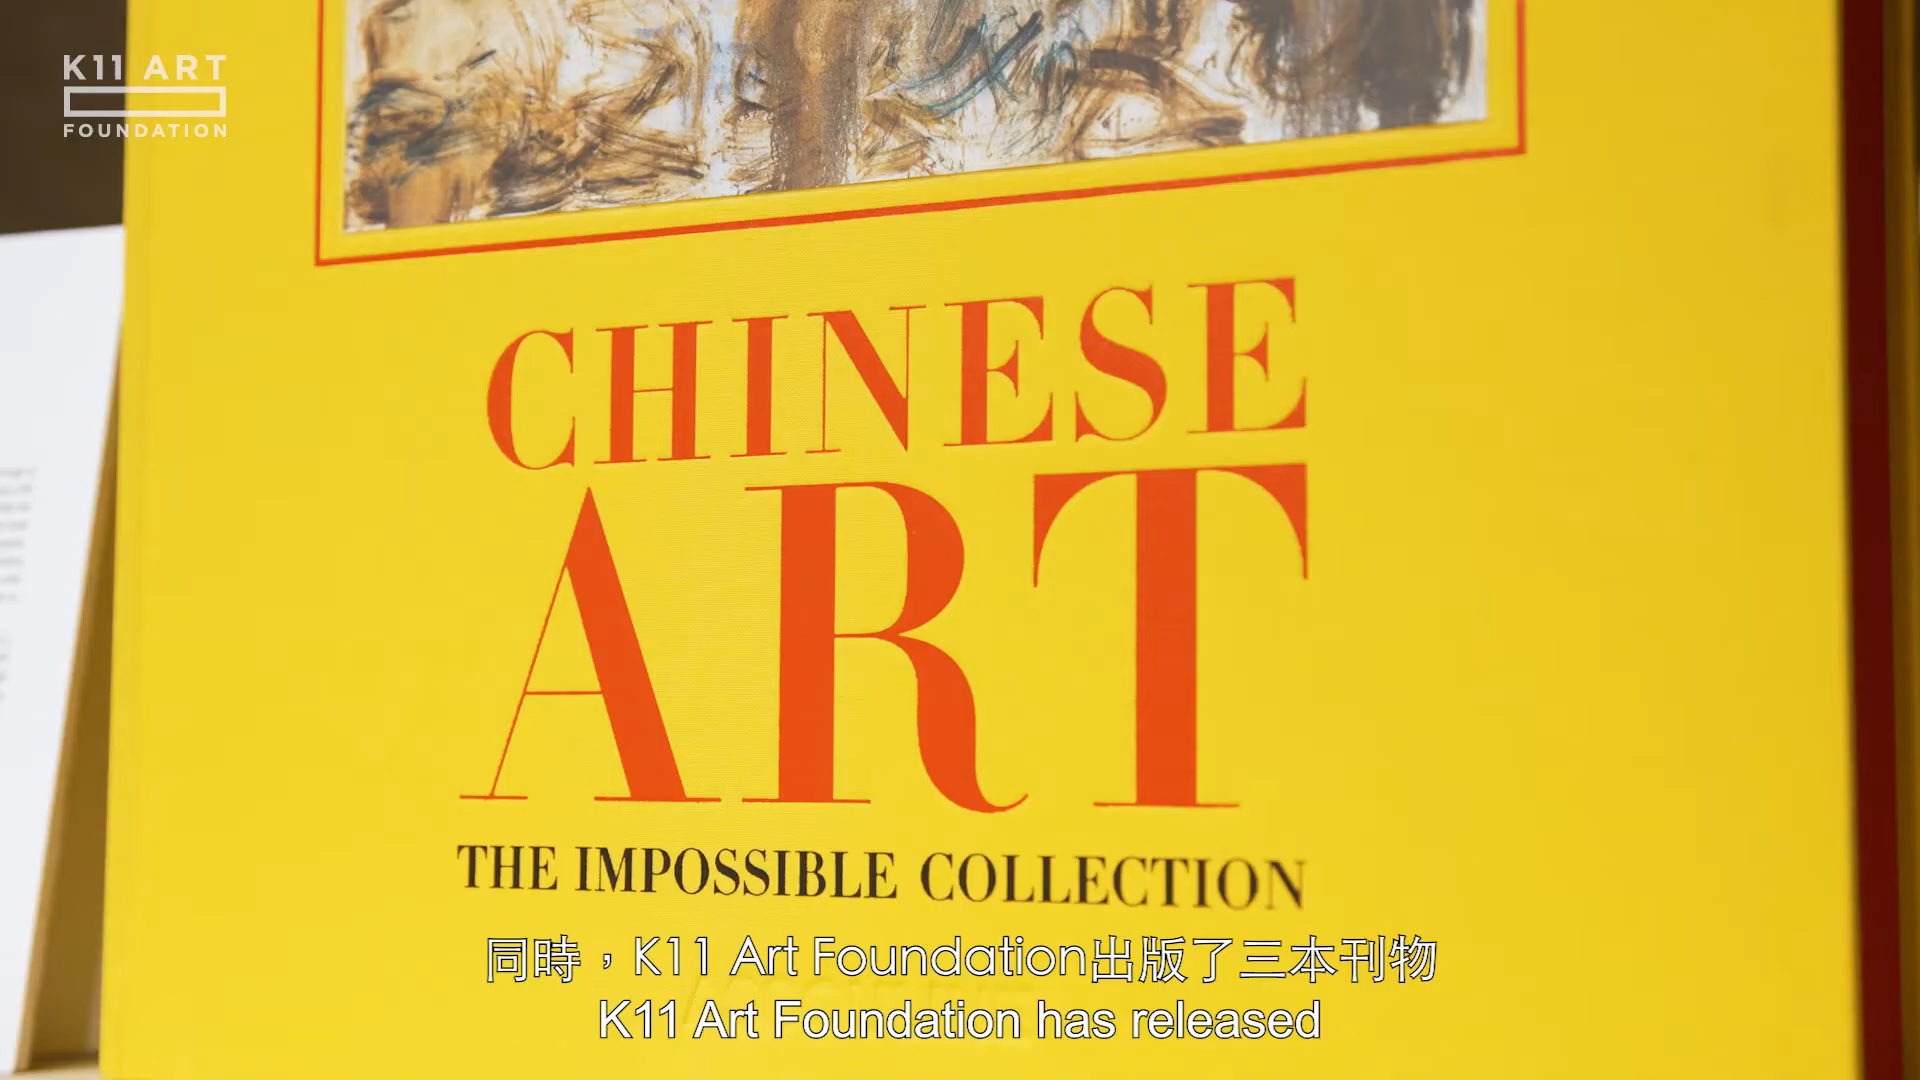 K11 ART
FOUNDATION
CHINESE
ART
THE IMPOSSIBLE COLLECTION
同時，K11 Art Foundation出版了三本刊物
K11 Art Foundation has released